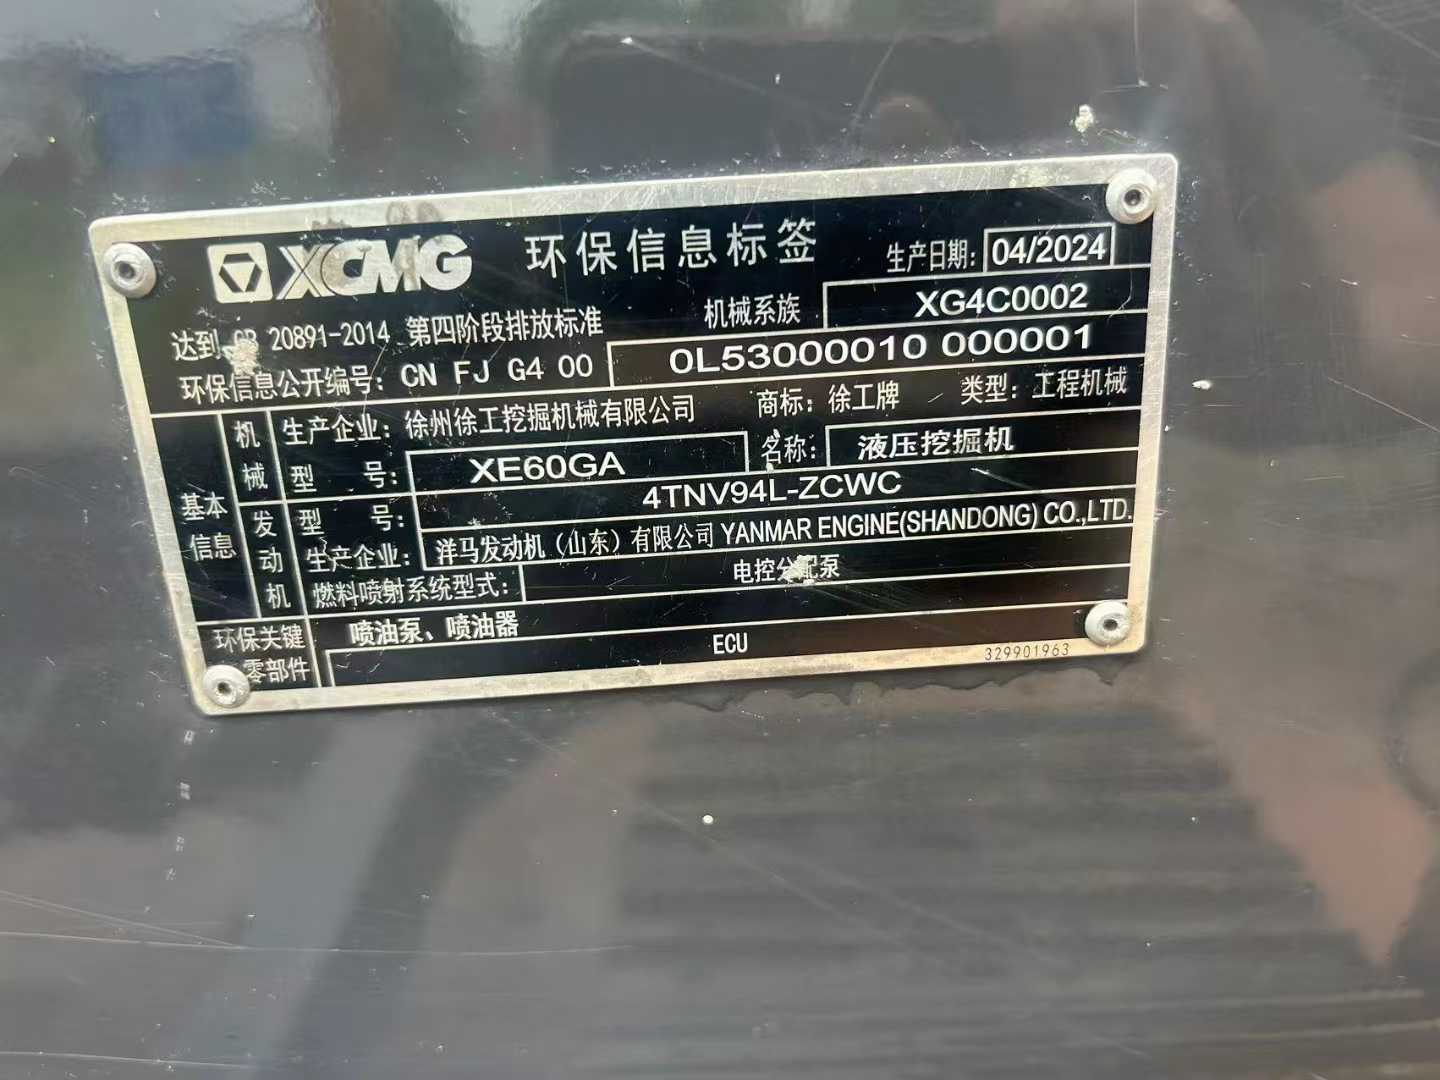 XCMG 环保信息标签 生产日期: 04/2024
达到 GB 20891-2014 第四阶段排放标准 机械系族 XG4C0002
环保信息公开编号: CN FJ G4 00 0L53000010 000001
基本信息
机械
生产企业: 徐州徐工挖掘机械有限公司 商标: 徐工牌 类型: 工程机械
型 号: XE60GA 名称: 液压挖掘机
发动机
型 号: 4TNV94L-ZCWC
生产企业: 洋马发动机（山东）有限公司 YANMAR ENGINE(SHANDONG) CO.,LTD.
燃料喷射系统型式: 电控分配泵
环保关键零部件
喷油泵、喷油器
ECU
329901963